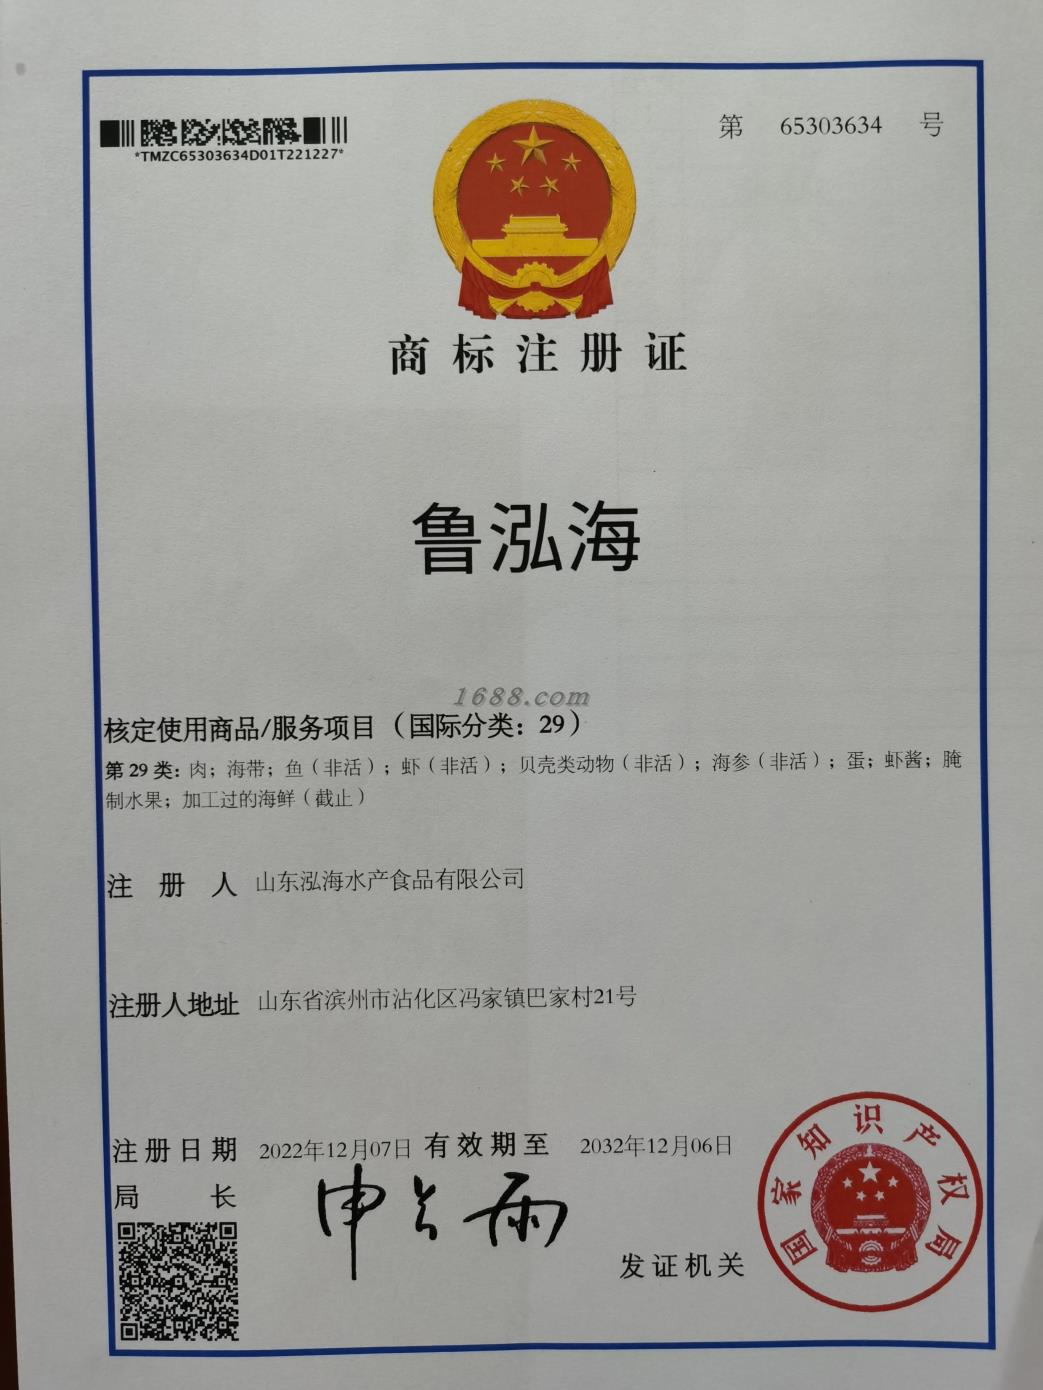 *TMZC65303634D01T221227*
第 65303634 号
商标注册证
鲁泓海
1688.com
核定使用商品/服务项目（国际分类：29）
第 29 类：肉；海带；鱼（非活）；虾（非活）；贝壳类动物（非活）；海参（非活）；蛋；虾酱；腌
制水果；加工过的海鲜（截止）
注册人 山东泓海水产食品有限公司
注册人地址 山东省滨州市沾化区冯家镇巴家村21号
注册日期 2022年12月07日 有效期至 2032年12月06日
局长 申长雨
发证机关
国家知识产权局